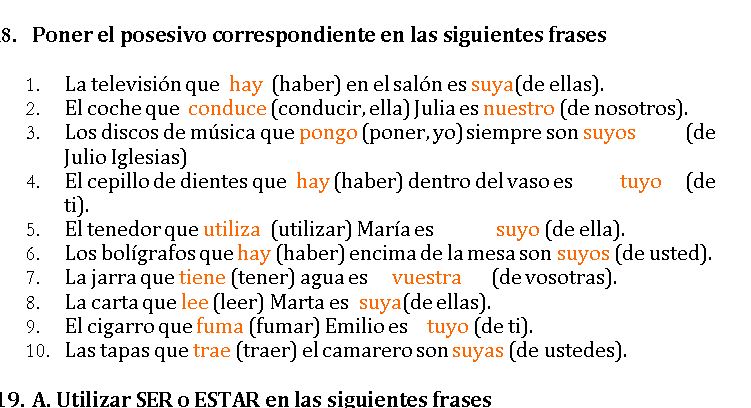 8. Poner el posesivo correspondiente en las siguientes frases
1. La televisión que hay (haber) en el salón es suya(de ellas).
2. El coche que conduce (conducir, ella) Julia es nuestro (de nosotros).
3. Los discos de música que pongo (poner, yo) siempre son suyos (de
Julio Iglesias)
4. El cepillo de dientes que hay (haber) dentro del vaso es tuyo (de
ti).
5. El tenedor que utiliza (utilizar) María es suyo (de ella).
6. Los bolígrafos que hay (haber) encima de la mesa son suyos (de usted).
7. La jarra que tiene (tener) agua es vuestra (de vosotras).
8. La carta que lee (leer) Marta es suya(de ellas).
9. El cigarro que fuma (fumar) Emilio es tuyo (de ti).
10. Las tapas que trae (traer) el camarero son suyas (de ustedes).
19. A. Utilizar SER o ESTAR en las siguientes frases